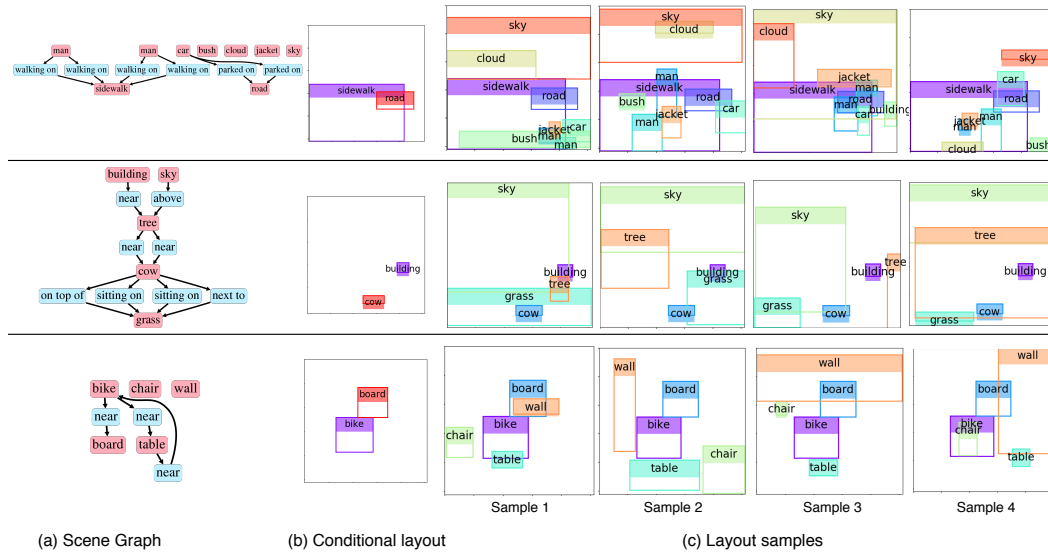 man man car bush cloud jacket sky
walking on walking on walking on walking on parked on parked on
sidewalk road
sidewalk
road
sky
cloud
sidewalk
road
jacket
man
car
bush
man
cloud
man
sidewalk
road
bush
jacket
car
man
sky
cloud
jacket
sidewalk
man
road
man
building
car
sky
car
sidewalk
road
man
jacket
man
cloud
bush
building sky
near above
tree
near near
cow
on top of sitting on sitting on next to
grass
building
cow
sky
building
tree
grass
cow
sky
tree
building
grass
cow
sky
tree
building
grass
cow
sky
tree
building
cow
grass
bike chair wall
near near
board table
near
board
bike
board
wall
bike
chair
table
wall
board
bike
chair
table
wall
board
chair
bike
table
wall
board
bike
chair
table
Sample 1 Sample 2 Sample 3 Sample 4
(a) Scene Graph (b) Conditional layout (c) Layout samples